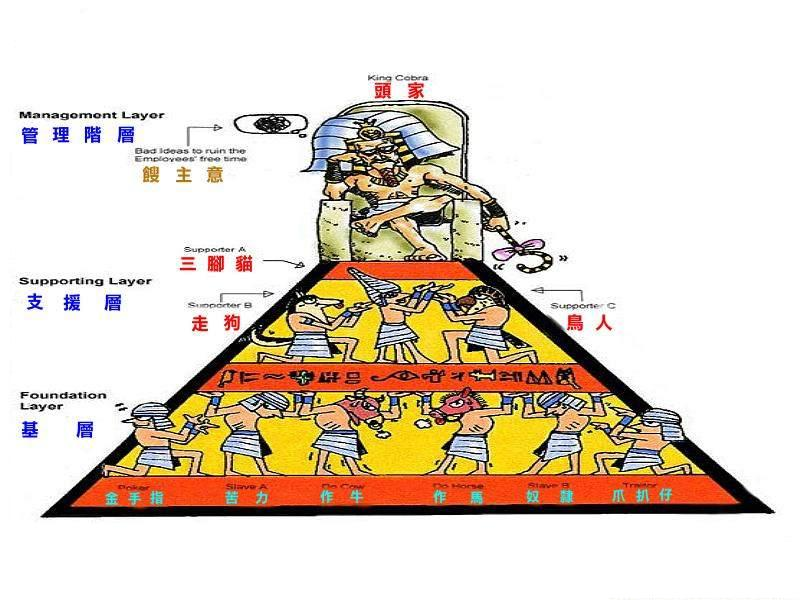 King Cobra
頭 家
Management Layer
管 理 階 層
Bad Ideas to ruin the
Employees' free time
餿 主 意
Supporter A
三 腳 貓
Supporting Layer
支 援 層
Supporter B
走 狗
Supporter C
鳥 人
Foundation
Layer
基 層
Poker
金 手 指
Slave A
苦 力
Do Cow
作 牛
Do Horse
作 馬
Slave B
奴 隸
Traitor
爪 扒 仔